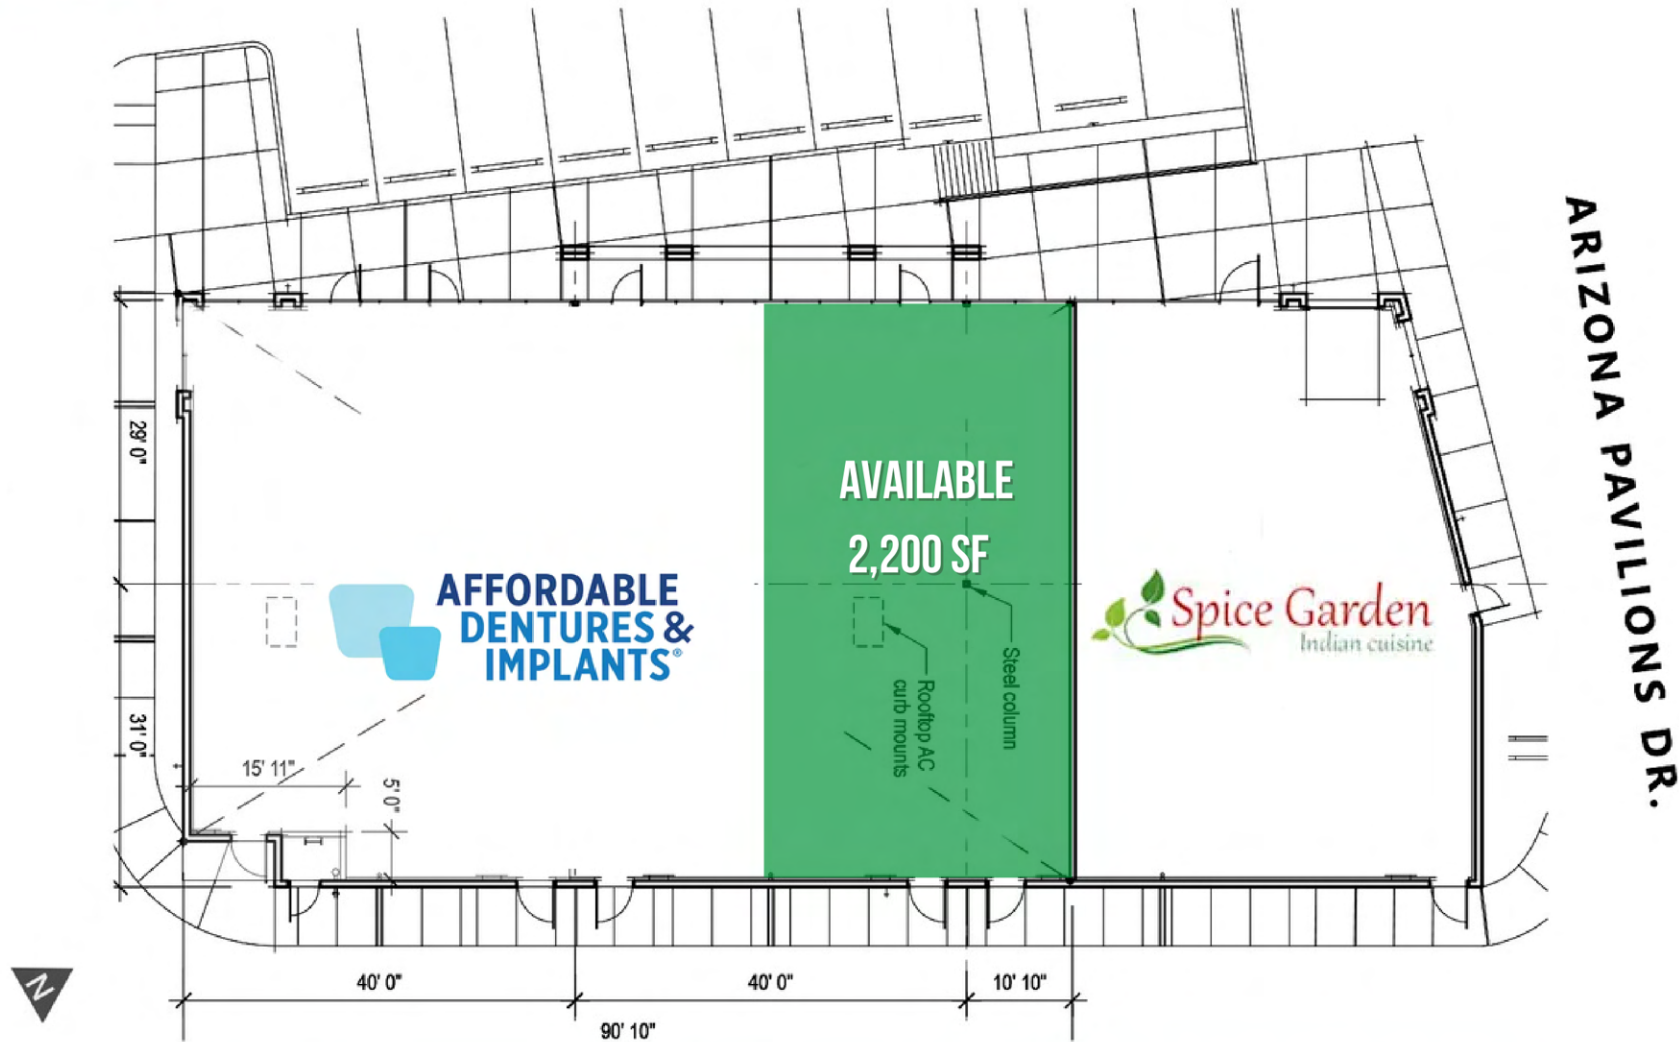 ARIZONA PAVILIONS DR.
29' 0"
AVAILABLE
2,200 SF
AFFORDABLE
DENTURES &
IMPLANTS®
Spice Garden
Indian cuisine
Steel column
Rooftop AC
curb mounts
31' 0"
15' 11"
5' 0"
N
40' 0"
40' 0"
10' 10"
90' 10"